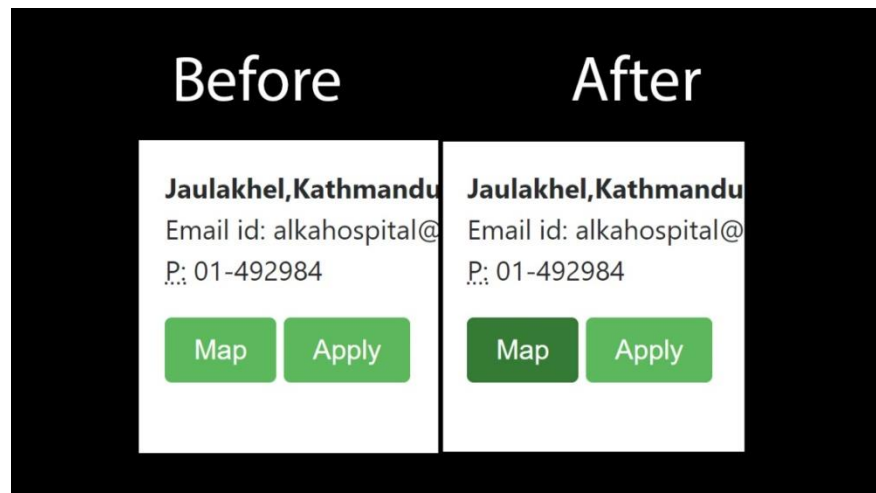 Before
After
Jaulakhel,Kathmandu
Email id: alkahospital@
P: 01-492984
Map
Apply
Jaulakhel,Kathmandu
Email id: alkahospital@
P: 01-492984
Map
Apply